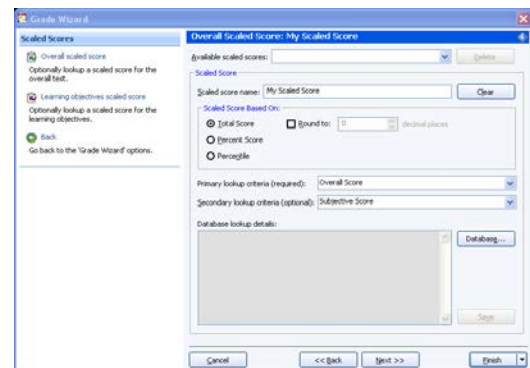 Grade Wizard
Scaled Scores
Overall scaled score
Optionally lookup a scaled score for the
overall test.
Learning objectives scaled score
Optionally lookup a scaled score for the
learning objectives.
Back
Go back to the 'Grade Wizard' options.
Overall Scaled Score: My Scaled Score
Available scaled scores:
Delete
Scaled Score
Scaled score name: My Scaled Score
Clear
Scaled Score Based On:
Total Score Round to: 0 decimal places
Percent Score
Percentile
Primary lookup criteria (required): Overall Score
Secondary lookup criteria (optional): Subjective Score
Database lookup details:
Database...
Save
Cancel << Back Next >> Finish